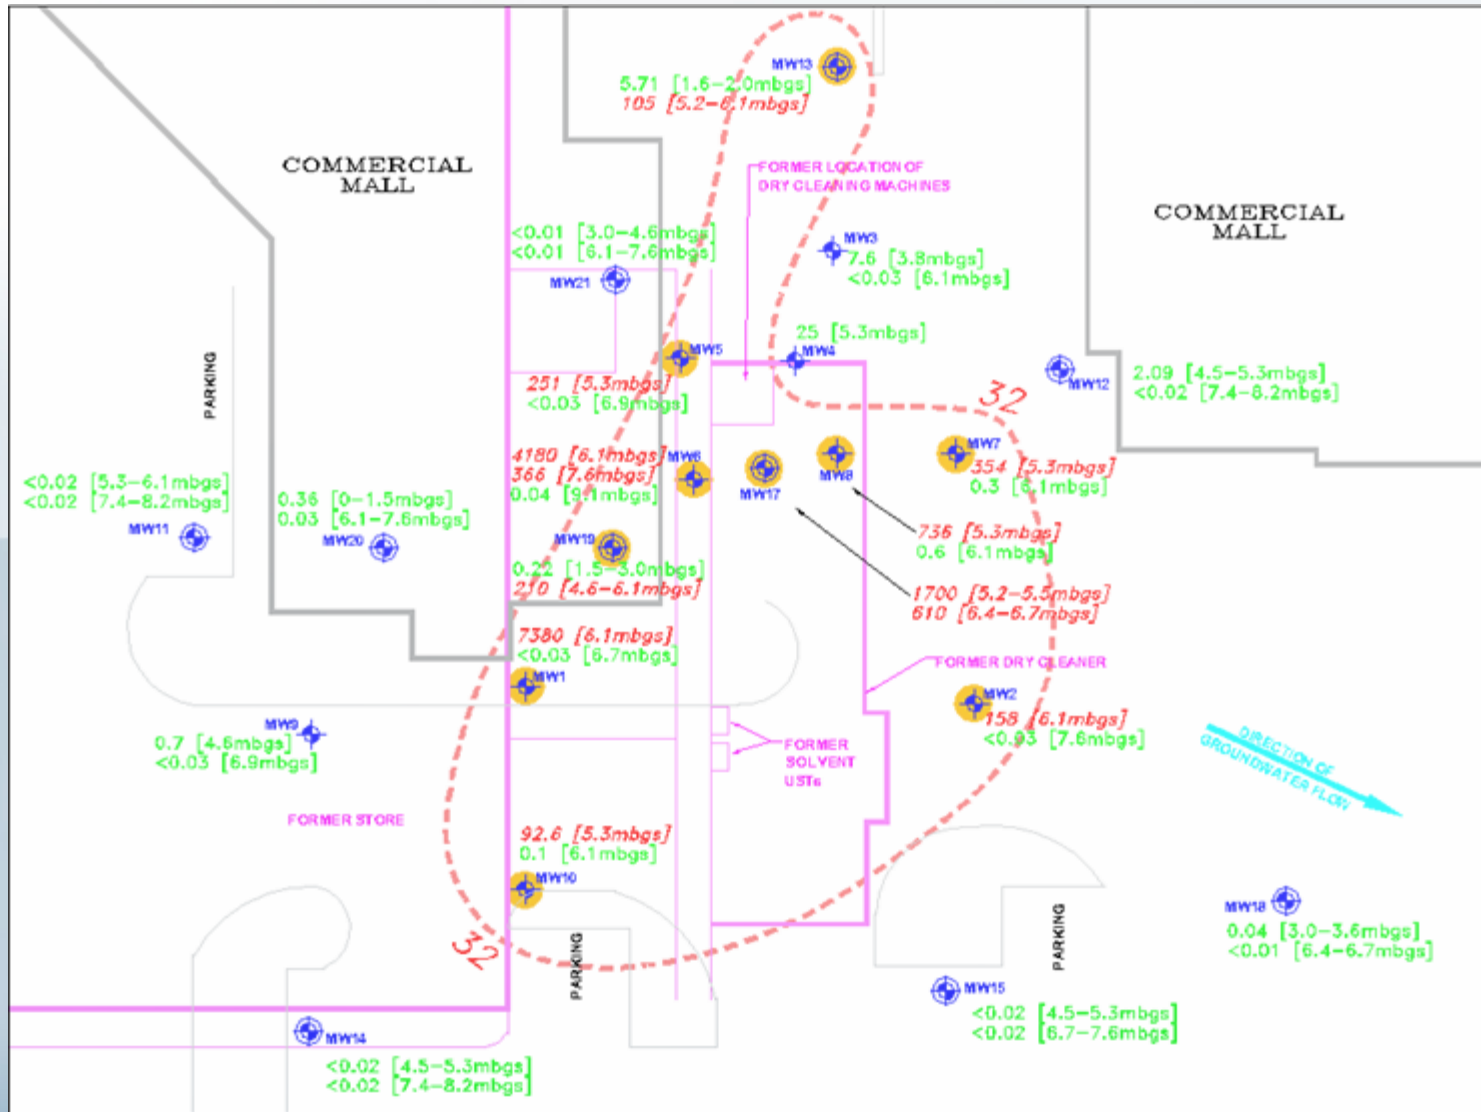 MW13
5.71 [1.6-2.0mbgs]
105 [5.2-6.1mbgs]
COMMERCIAL
MALL
FORMER LOCATION OF
DRY CLEANING MACHINES
COMMERCIAL
MALL
<0.01 [3.0-4.6mbgs]
<0.01 [6.1-7.6mbgs]
MW21
MW3
7.6 [3.8mbgs]
<0.03 [6.1mbgs]
25 [5.3mbgs]
MW4
MW5
251 [5.3mbgs]
<0.03 [6.9mbgs]
PARKING
32
MW12
2.09 [4.5-5.3mbgs]
<0.02 [7.4-8.2mbgs]
4180 [6.1mbgs]
366 [7.6mbgs]
0.04 [9.1mbgs]
MW6
MW17
MW8
MW7
354 [5.3mbgs]
0.3 [6.1mbgs]
<0.02 [5.3-6.1mbgs]
<0.02 [7.4-8.2mbgs]
MW11
0.36 [0-1.5mbgs]
0.03 [6.1-7.6mbgs]
MW20
MW19
0.22 [1.5-3.0mbgs]
210 [4.6-6.1mbgs]
736 [5.3mbgs]
0.6 [6.1mbgs]
1700 [5.2-5.5mbgs]
610 [6.4-6.7mbgs]
7380 [6.1mbgs]
<0.03 [6.7mbgs]
MW1
FORMER DRY CLEANER
MW2
158 [6.1mbgs]
[7.6mbgs]
MW9
0.7 [4.6mbgs]
<0.03 [6.9mbgs]
FORMER
SOLVENT
USTs
DIRECTION OF
GROUNDWATER FLOW
FORMER STORE
92.6 [5.3mbgs]
0.1 [6.1mbgs]
MW10
32
PARKING
PARKING
MW18
0.04 [3.0-3.6mbgs]
<0.01 [6.4-6.7mbgs]
MW15
<0.02 [4.5-5.3mbgs]
<0.02 [6.7-7.6mbgs]
MW14
<0.02 [4.5-5.3mbgs]
<0.02 [7.4-8.2mbgs]